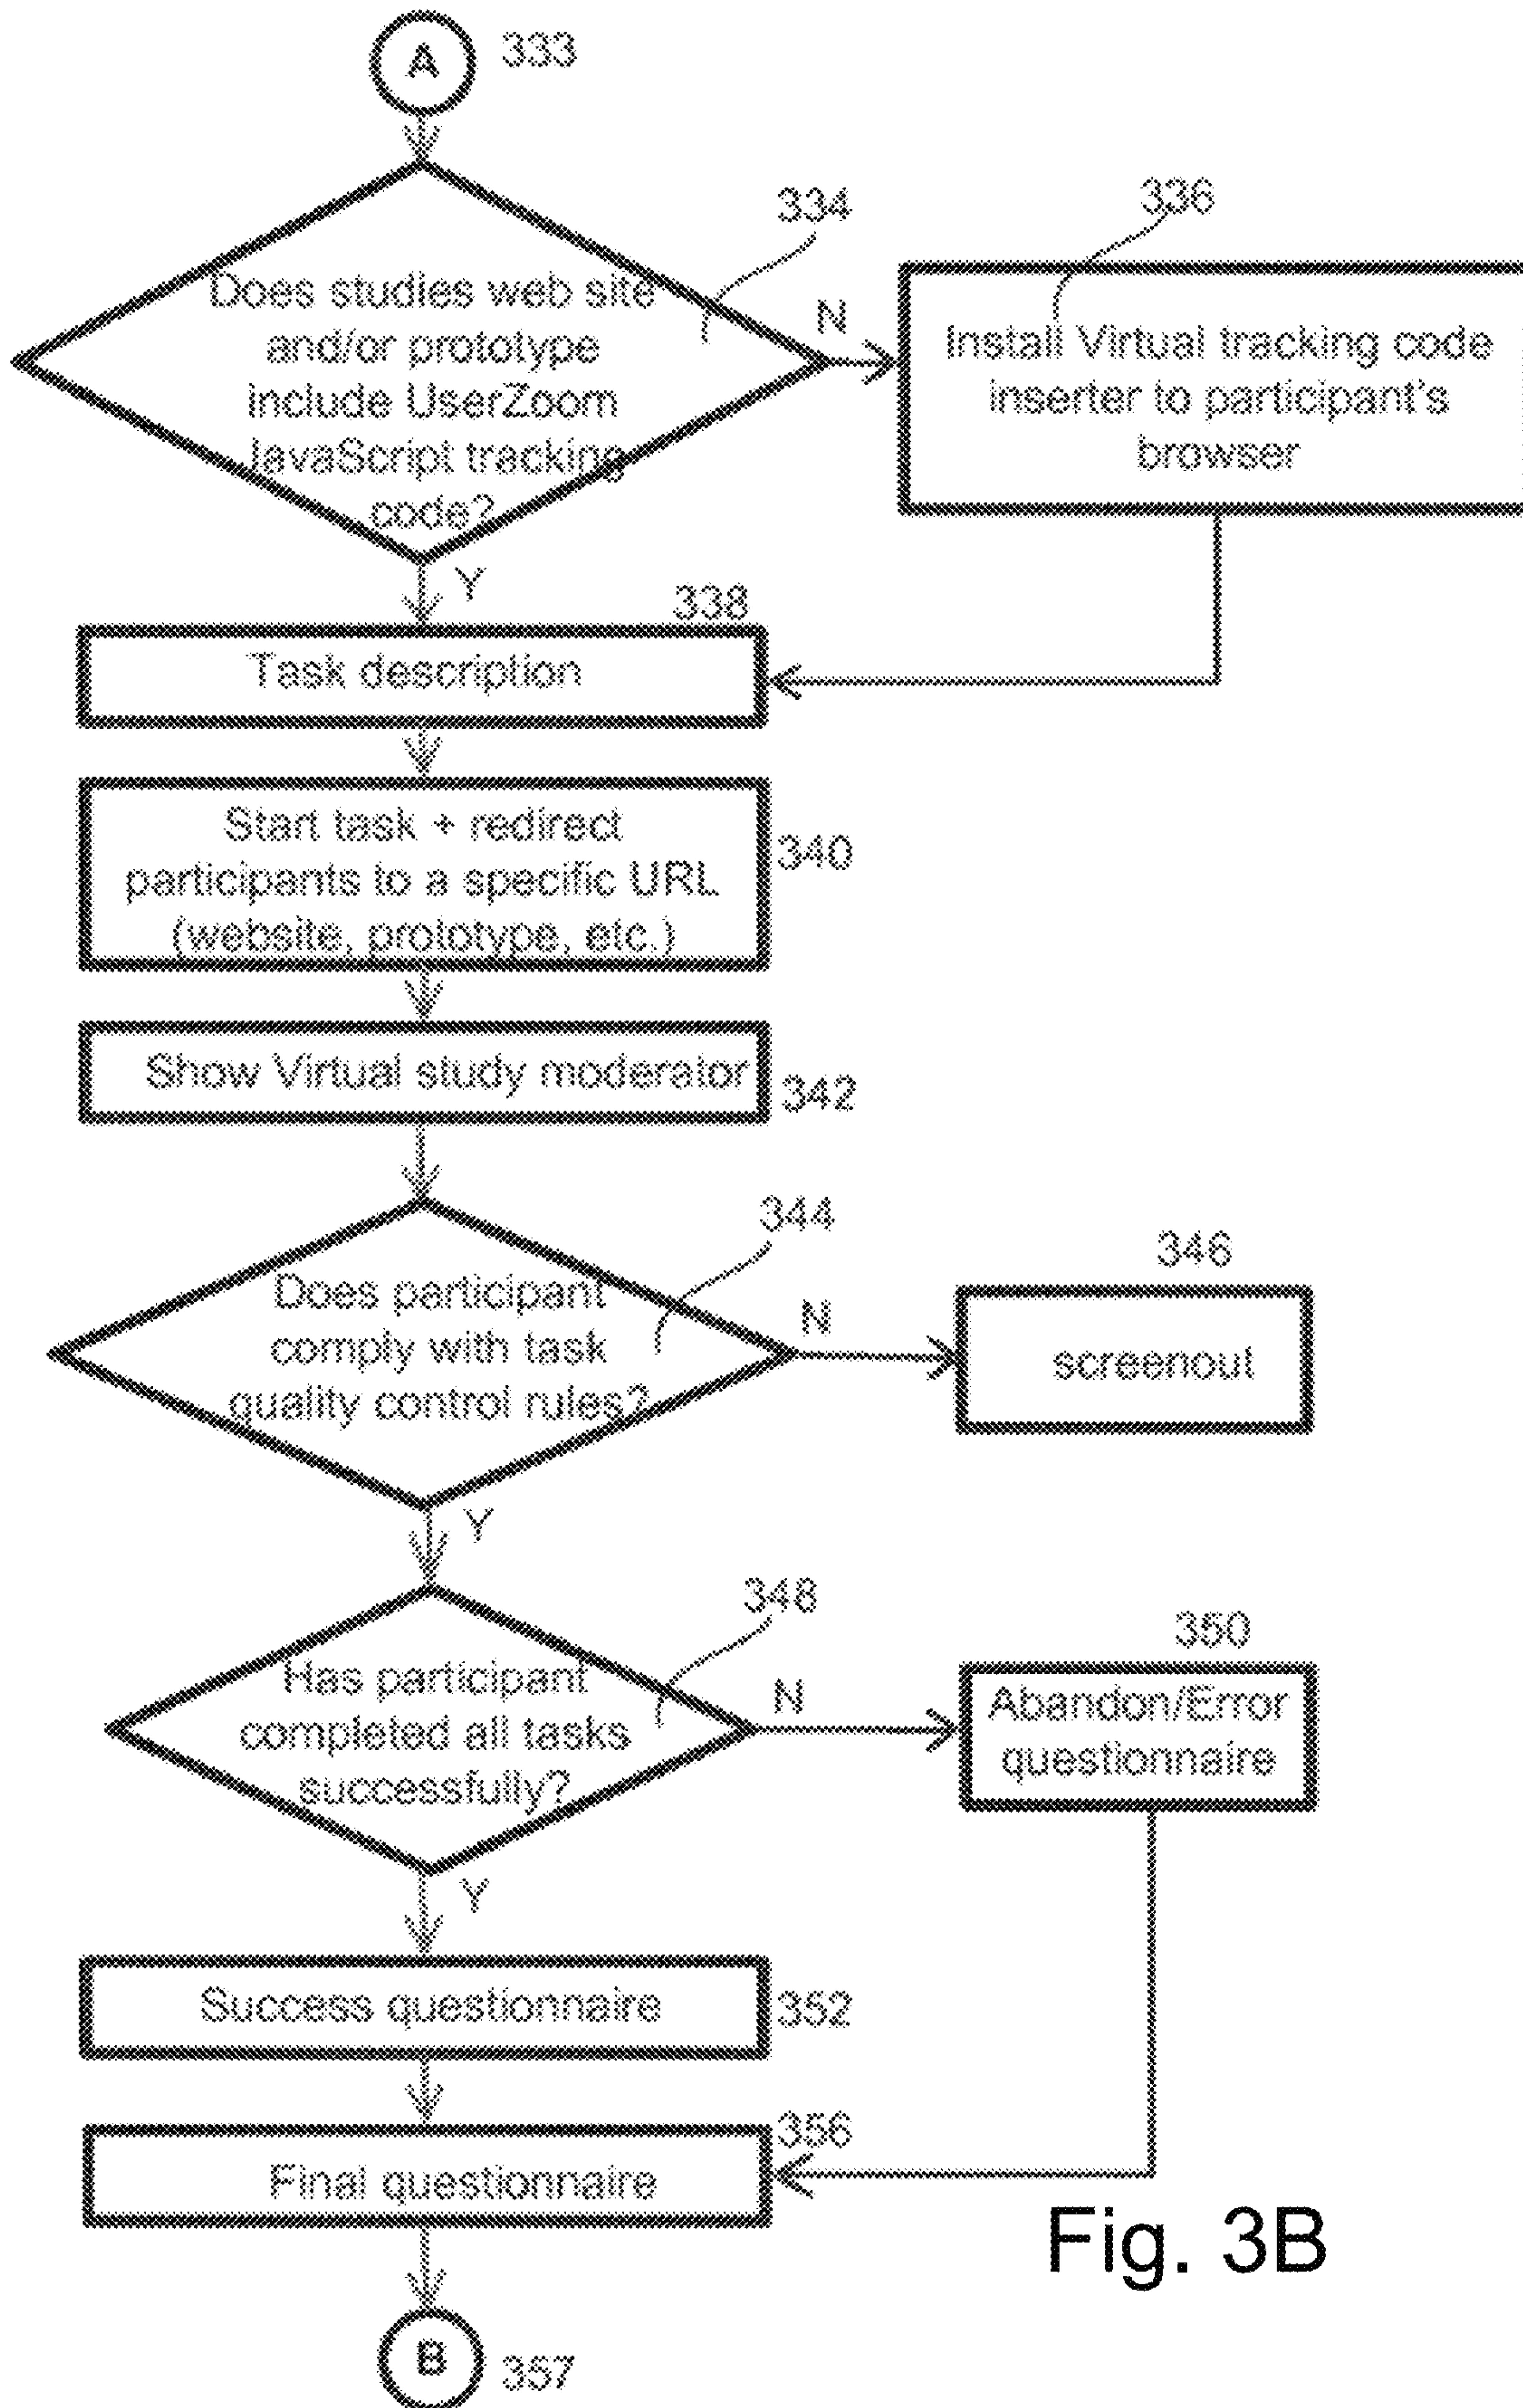 A
333
334
336
Does studies web site
and/or prototype
include UserZoom
JavaScript tracking
code?
N
Install Virtual tracking code
inserter to participant's
browser
Y
338
Task description
Start task + redirect
participants to a specific URL
(website, prototype, etc.)
340
Show Virtual study moderator
342
344
Does participant
comply with task
quality control rules?
N
346
screenout
Y
348
Has participant
completed all tasks
successfully?
N
350
Abandon/Error
questionnaire
Y
Success questionnaire
352
356
Final questionnaire
Fig. 3B
B
357